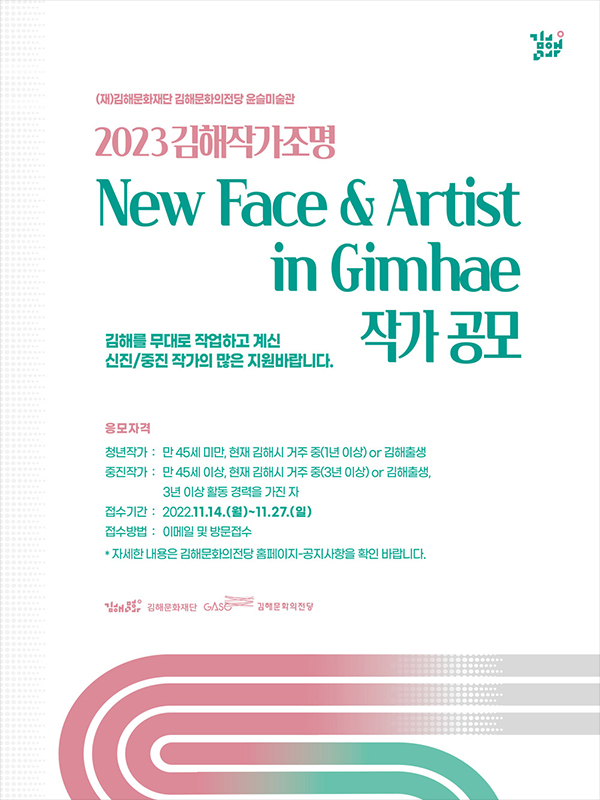 김해
(재)김해문화재단 김해문화의전당 윤슬미술관
2023 김해작가조명
New Face & Artist
in Gimhae
작가 공모
김해를 무대로 작업하고 계신
신진/중진 작가의 많은 지원바랍니다.
응모자격
청년작가 : 만 45세 미만, 현재 김해시 거주 중(1년 이상) or 김해출생
중진작가 : 만 45세 이상, 현재 김해시 거주 중(3년 이상) or 김해출생,
3년 이상 활동 경력을 가진 자
접수기간 : 2022.11.14.(월)~11.27.(일)
접수방법 : 이메일 및 방문접수
* 자세한 내용은 김해문화의전당 홈페이지-공지사항을 확인 바랍니다.
김해문화재단 GASC 김해문화의전당